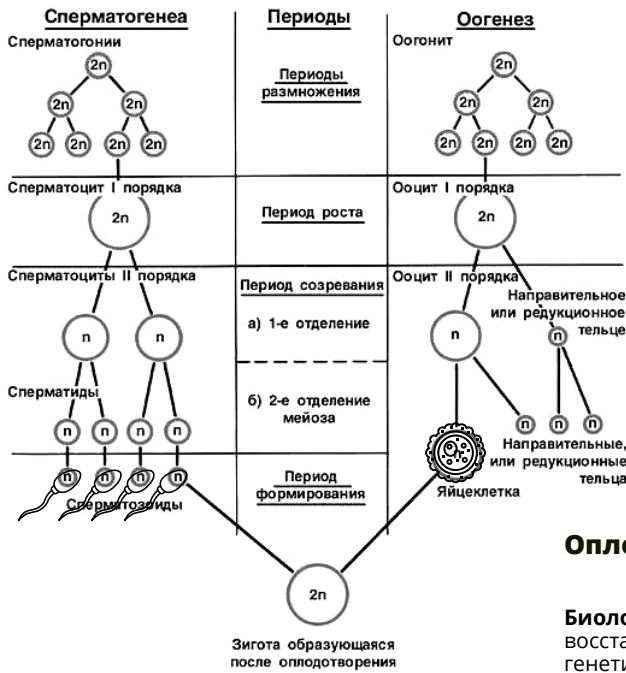 Сперматогенеа
Периоды
Оогенез
Сперматогонии
Оогонит
2n
2n
2n
2n
2n
2n
2n
Периоды
размножения
2n
2n
2n
2n
2n
2n
2n
Сперматоцит I порядка
2n
Период роста
Ооцит I порядка
2n
Сперматоциты II порядка
Период созревания
Ооцит II порядка
Направительное
или редукционное
тельце
а) 1-е отделение
n
n
n
n
Сперматиды
б) 2-е отделение
мейоза
n
n
n
n
n
n
n
Направительные,
или редукционные
тельца
n
n
n
n
n
Сперматозоиды
Период
формирования
Яйцеклетка
Опло
2n
Биоло
восста
генети
Зигота образующаяся
после оплодотворения